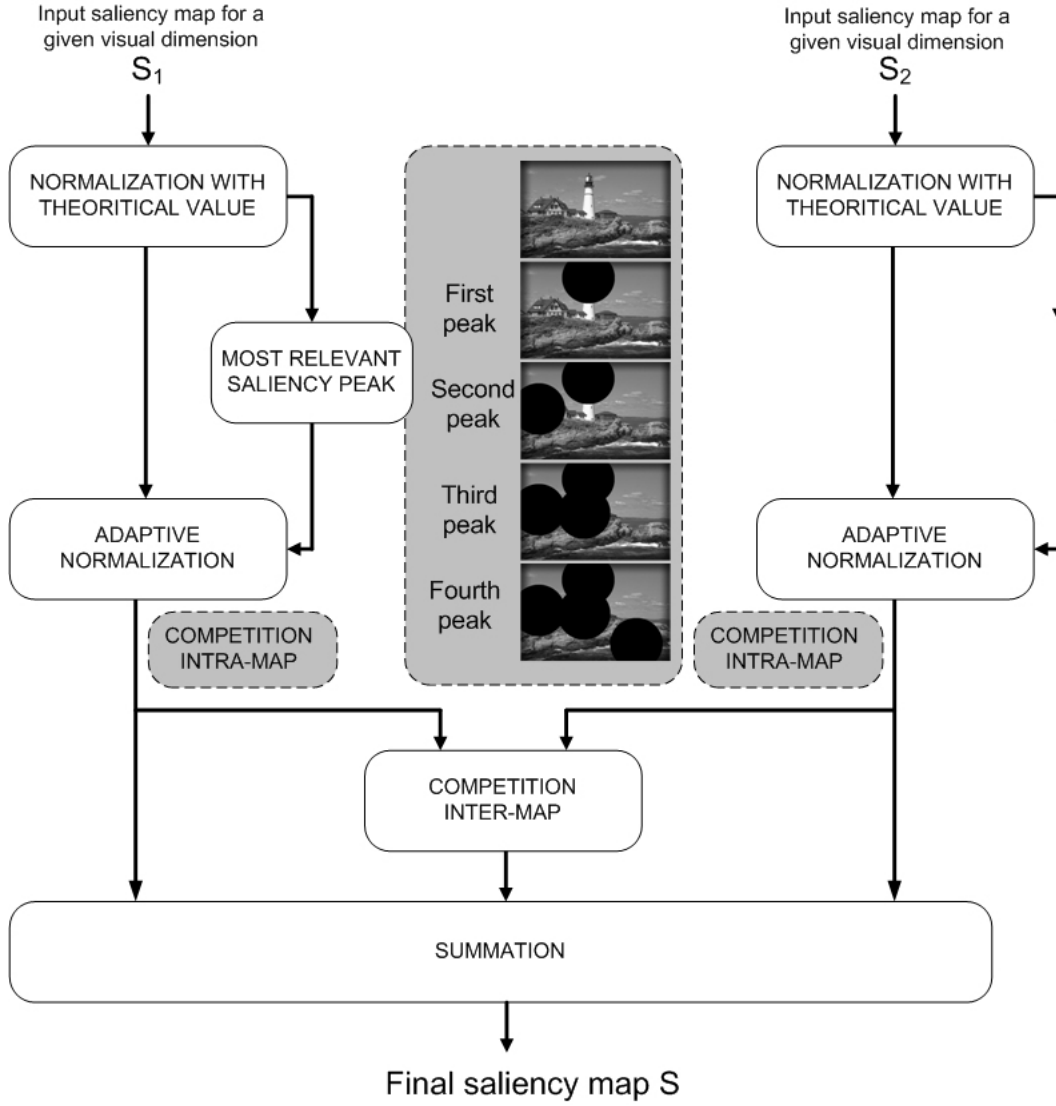 Input saliency map for a
given visual dimension
S₁
Input saliency map for a
given visual dimension
S₂
NORMALIZATION WITH
THEORITICAL VALUE
NORMALIZATION WITH
THEORITICAL VALUE
First
peak
MOST RELEVANT
SALIENCY PEAK
Second
peak
Third
peak
ADAPTIVE
NORMALIZATION
ADAPTIVE
NORMALIZATION
Fourth
peak
COMPETITION
INTRA-MAP
COMPETITION
INTRA-MAP
COMPETITION
INTER-MAP
SUMMATION
Final saliency map S